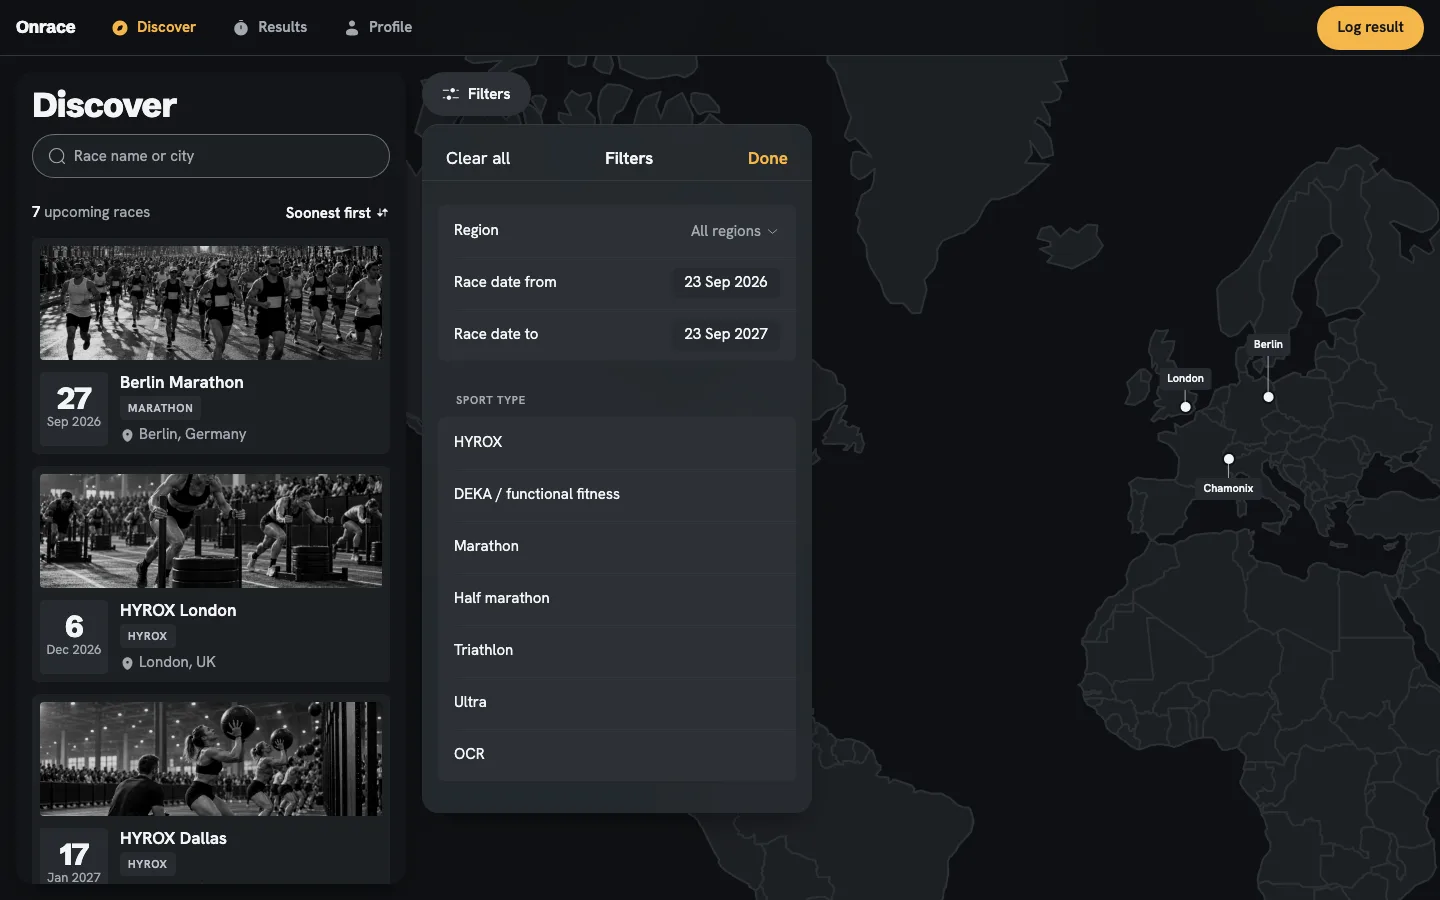 Onrace
Discover
Results
Profile
Log result
Discover
Race name or city
7 upcoming races
Soonest first
27
Sep 2026
Berlin Marathon
MARATHON
Berlin, Germany
6
Dec 2026
HYROX London
HYROX
London, UK
17
Jan 2027
HYROX Dallas
HYROX
Filters
Clear all
Filters
Done
Region
All regions
Race date from
23 Sep 2026
Race date to
23 Sep 2027
SPORT TYPE
HYROX
DEKA / functional fitness
Marathon
Half marathon
Triathlon
Ultra
OCR
Berlin
London
Chamonix